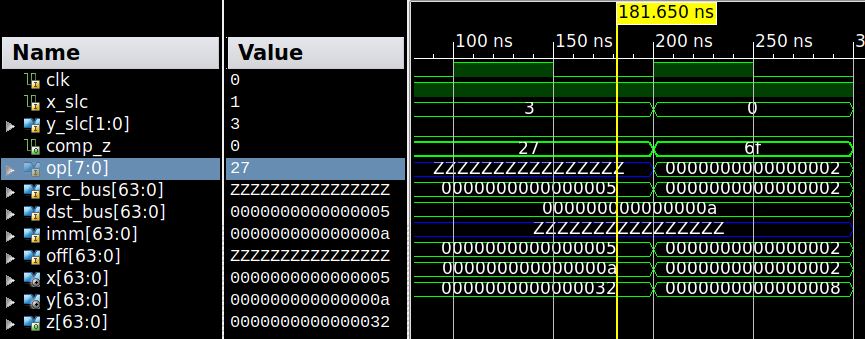 181.650 ns
Name Value 100 ns 150 ns 200 ns 250 ns 3
clk 0
x_slc 1
y_slc[1:0] 3 3 0
comp_z 0
op[7:0] 27 27 6f
src_bus[63:0] ZZZZZZZZZZZZZZZZ ZZZZZZZZZZZZZZZZ 0000000000000002
dst_bus[63:0] 0000000000000005 0000000000000005 0000000000000002
imm[63:0] 000000000000000a 000000000000000a
off[63:0] ZZZZZZZZZZZZZZZZ ZZZZZZZZZZZZZZZZ
x[63:0] 0000000000000005 0000000000000005 0000000000000002
y[63:0] 000000000000000a 000000000000000a 0000000000000002
z[63:0] 0000000000000032 0000000000000032 0000000000000008